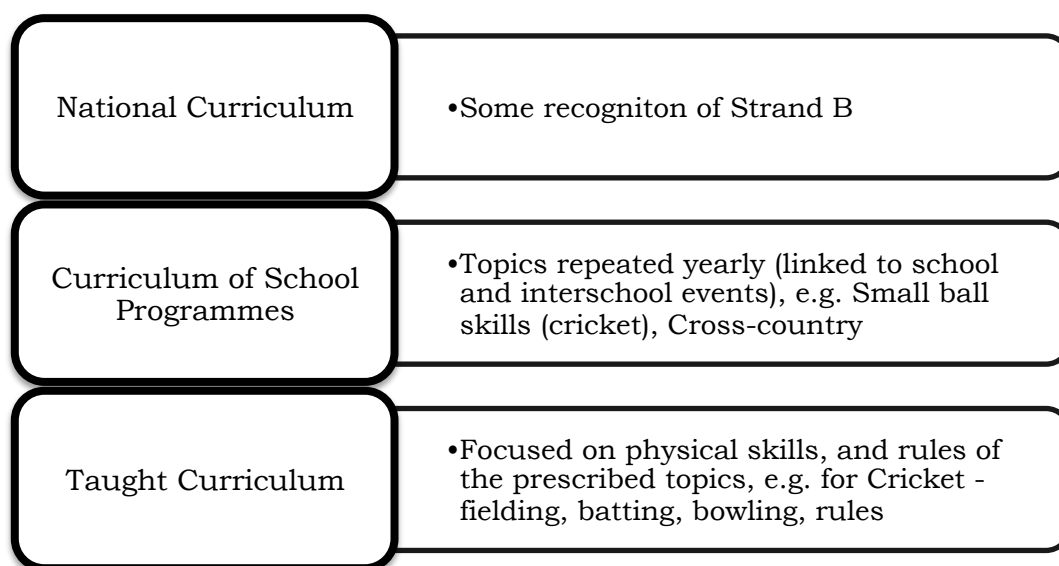 National Curriculum
•Some recogniton of Strand B
Curriculum of School
Programmes
•Topics repeated yearly (linked to school
and interschool events), e.g. Small ball
skills (cricket), Cross-country
Taught Curriculum
•Focused on physical skills, and rules of
the prescribed topics, e.g. for Cricket -
fielding, batting, bowling, rules